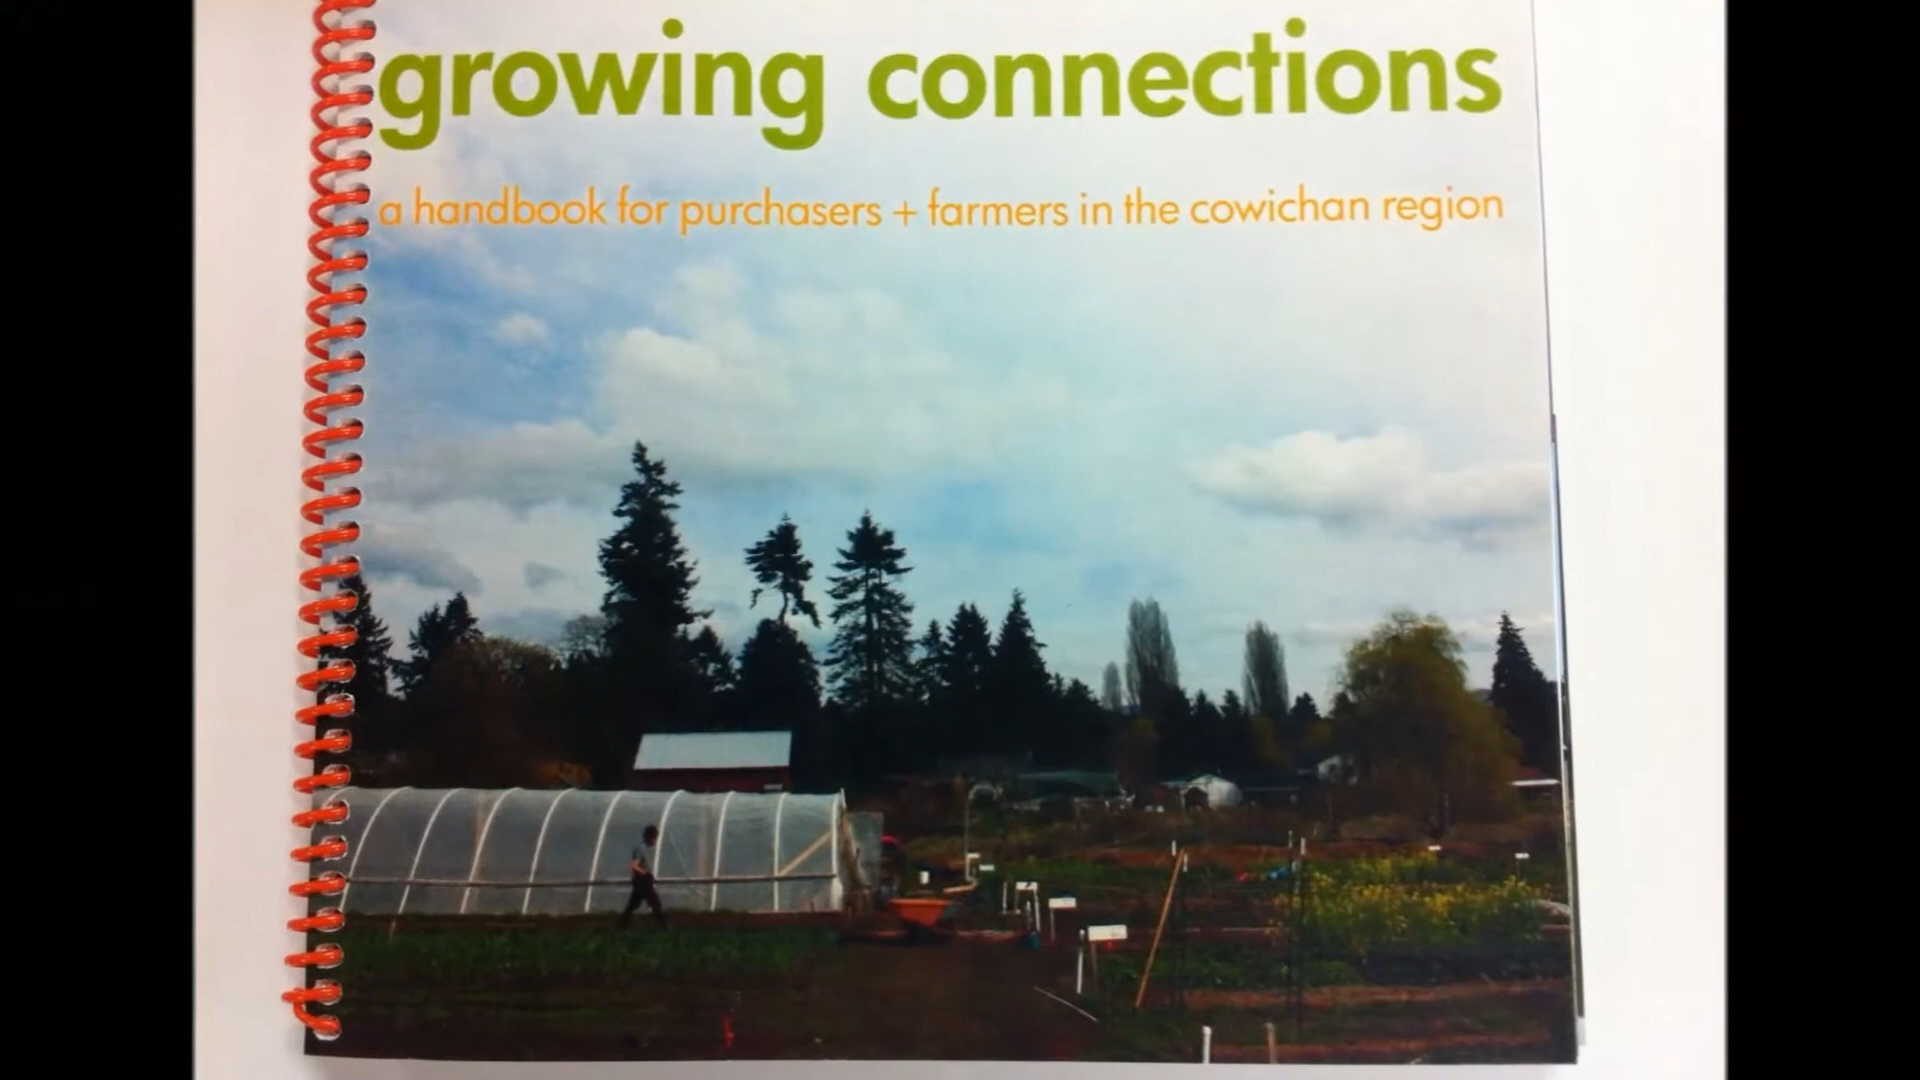 growing connections
a handbook for purchasers + farmers in the cowichan region